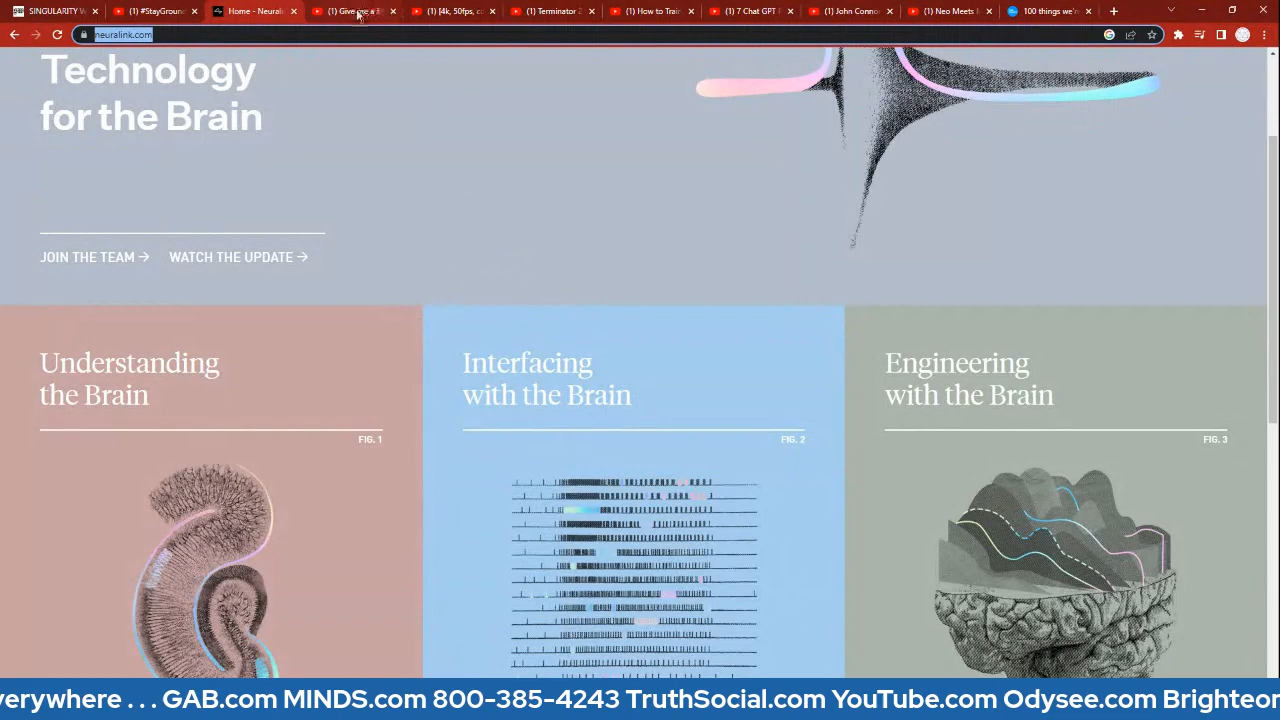 SINGULARITY W
(1) #StayGround
Home - Neurali
(1) Give me a
(1) [4k, 50fps, co
(1) Terminator 2
(1) How to Train
(1) 7 Chat GPT
(1) John Connor
(1) Neo Meets
100 things we'r
neuralink.com
Technology
for the Brain
JOIN THE TEAM → WATCH THE UPDATE →
Understanding
the Brain
FIG. 1
Interfacing
with the Brain
FIG. 2
Engineering
with the Brain
FIG. 3
verywhere . . . GAB.com MINDS.com 800-385-4243 TruthSocial.com YouTube.com Odysee.com Brighteon